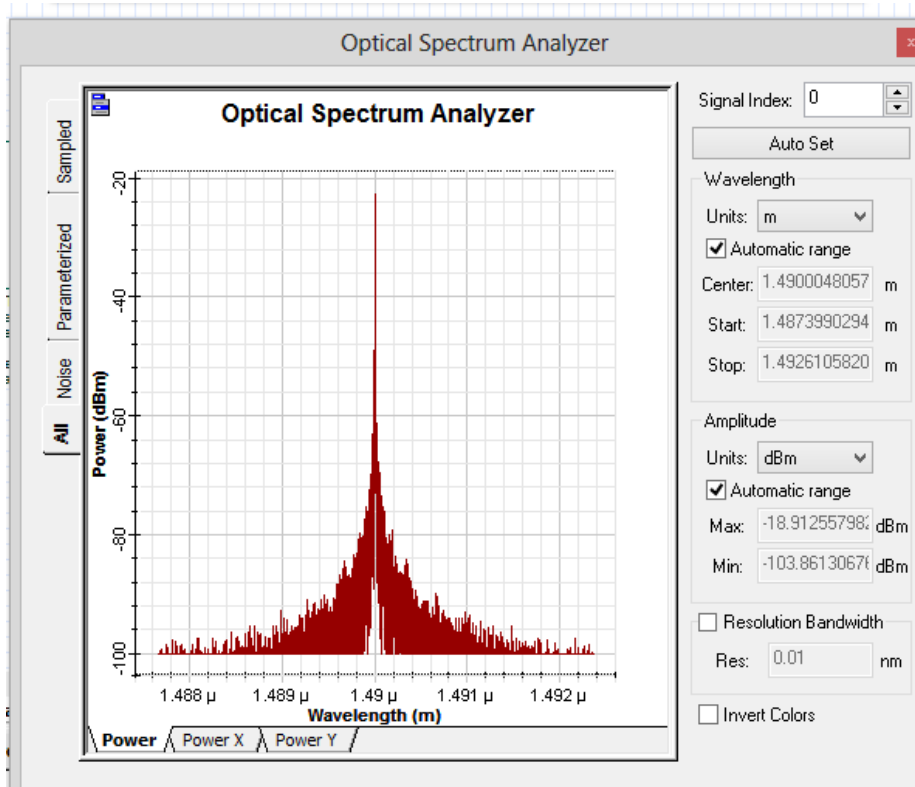 Optical Spectrum Analyzer
x
Sampled
Parameterized
Noise
All
Optical Spectrum Analyzer
Power (dBm)
-20
-40
-60
-80
-100
1.488 µ
1.489 µ
1.49 µ
1.491 µ
1.492 µ
Wavelength (m)
Power
Power X
Power Y
Signal Index: 0
Auto Set
Wavelength
Units: m
Automatic range
Center: 1.4900048057 m
Start: 1.4873990294 m
Stop: 1.4926105820 m
Amplitude
Units: dBm
Automatic range
Max: -18.91255798 dBm
Min: -103.8613067 dBm
Resolution Bandwidth
Res: 0.01 nm
Invert Colors